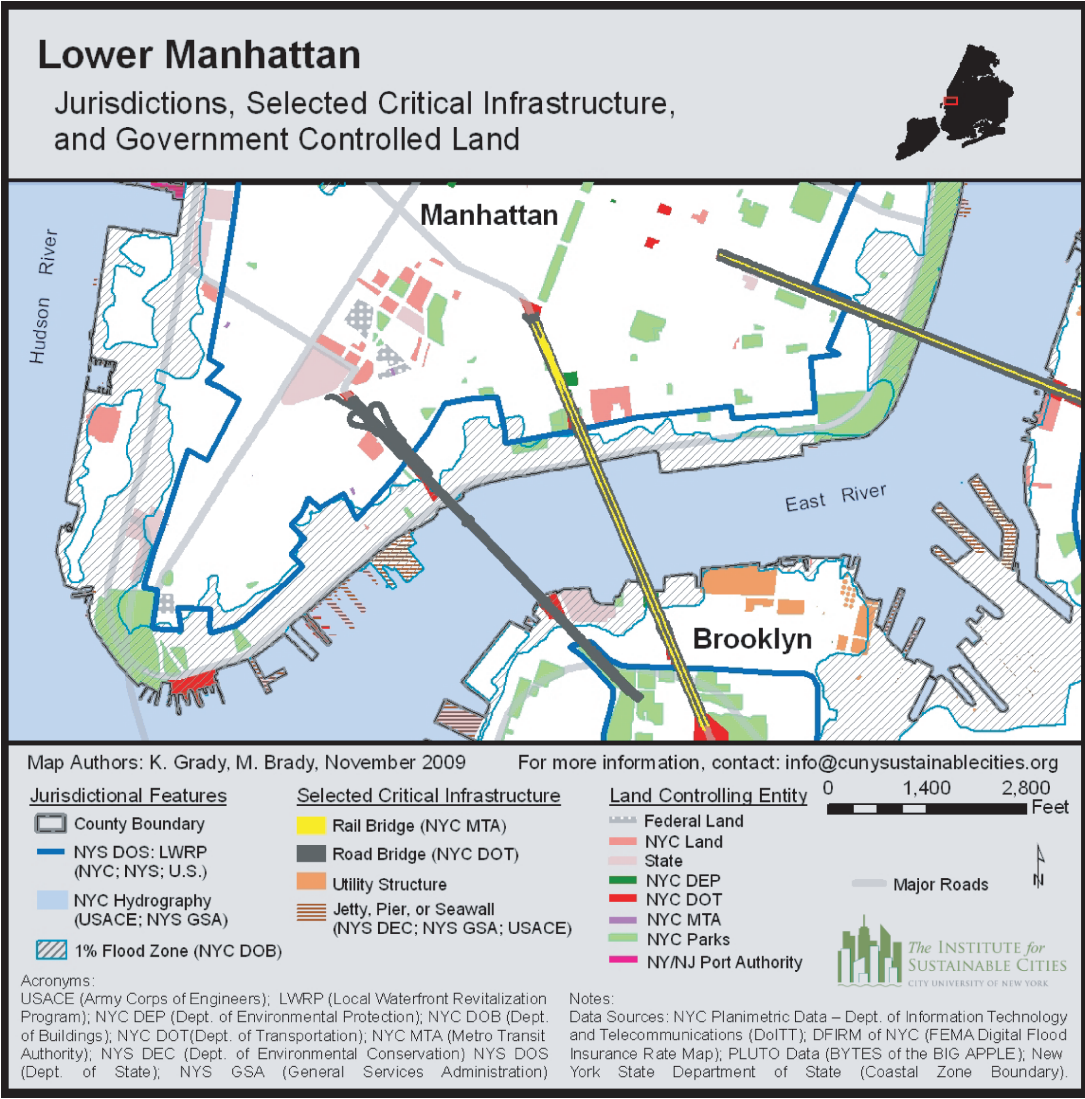 Lower Manhattan
Jurisdictions, Selected Critical Infrastructure,
and Government Controlled Land
Manhattan
Hudson River
East River
Brooklyn
Map Authors: K. Grady, M. Brady, November 2009
For more information, contact: info@cunysustainablecities.org
Jurisdictional Features
County Boundary
NYS DOS: LWRP
(NYC; NYS; U.S.)
NYC Hydrography
(USACE; NYS GSA)
1% Flood Zone (NYC DOB)
Selected Critical Infrastructure
Rail Bridge (NYC MTA)
Road Bridge (NYC DOT)
Utility Structure
Jetty, Pier, or Seawall
(NYS DEC; NYS GSA; USACE)
Land Controlling Entity
Federal Land
NYC Land
State
NYC DEP
NYC DOT
NYC MTA
NYC Parks
NY/NJ Port Authority
0 1,400 2,800
Feet
Major Roads
N
The INSTITUTE for
SUSTAINABLE CITIES
CITY UNIVERSITY OF NEW YORK
Acronyms:
USACE (Army Corps of Engineers); LWRP (Local Waterfront Revitalization
Program); NYC DEP (Dept. of Environmental Protection); NYC DOB (Dept.
of Buildings); NYC DOT(Dept. of Transportation); NYC MTA (Metro Transit
Authority); NYS DEC (Dept. of Environmental Conservation) NYS DOS
(Dept. of State); NYS GSA (General Services Administration)
Notes:
Data Sources: NYC Planimetric Data – Dept. of Information Technology
and Telecommunications (DoITT); DFIRM of NYC (FEMA Digital Flood
Insurance Rate Map); PLUTO Data (BYTES of the BIG APPLE); New
York State Department of State (Coastal Zone Boundary).